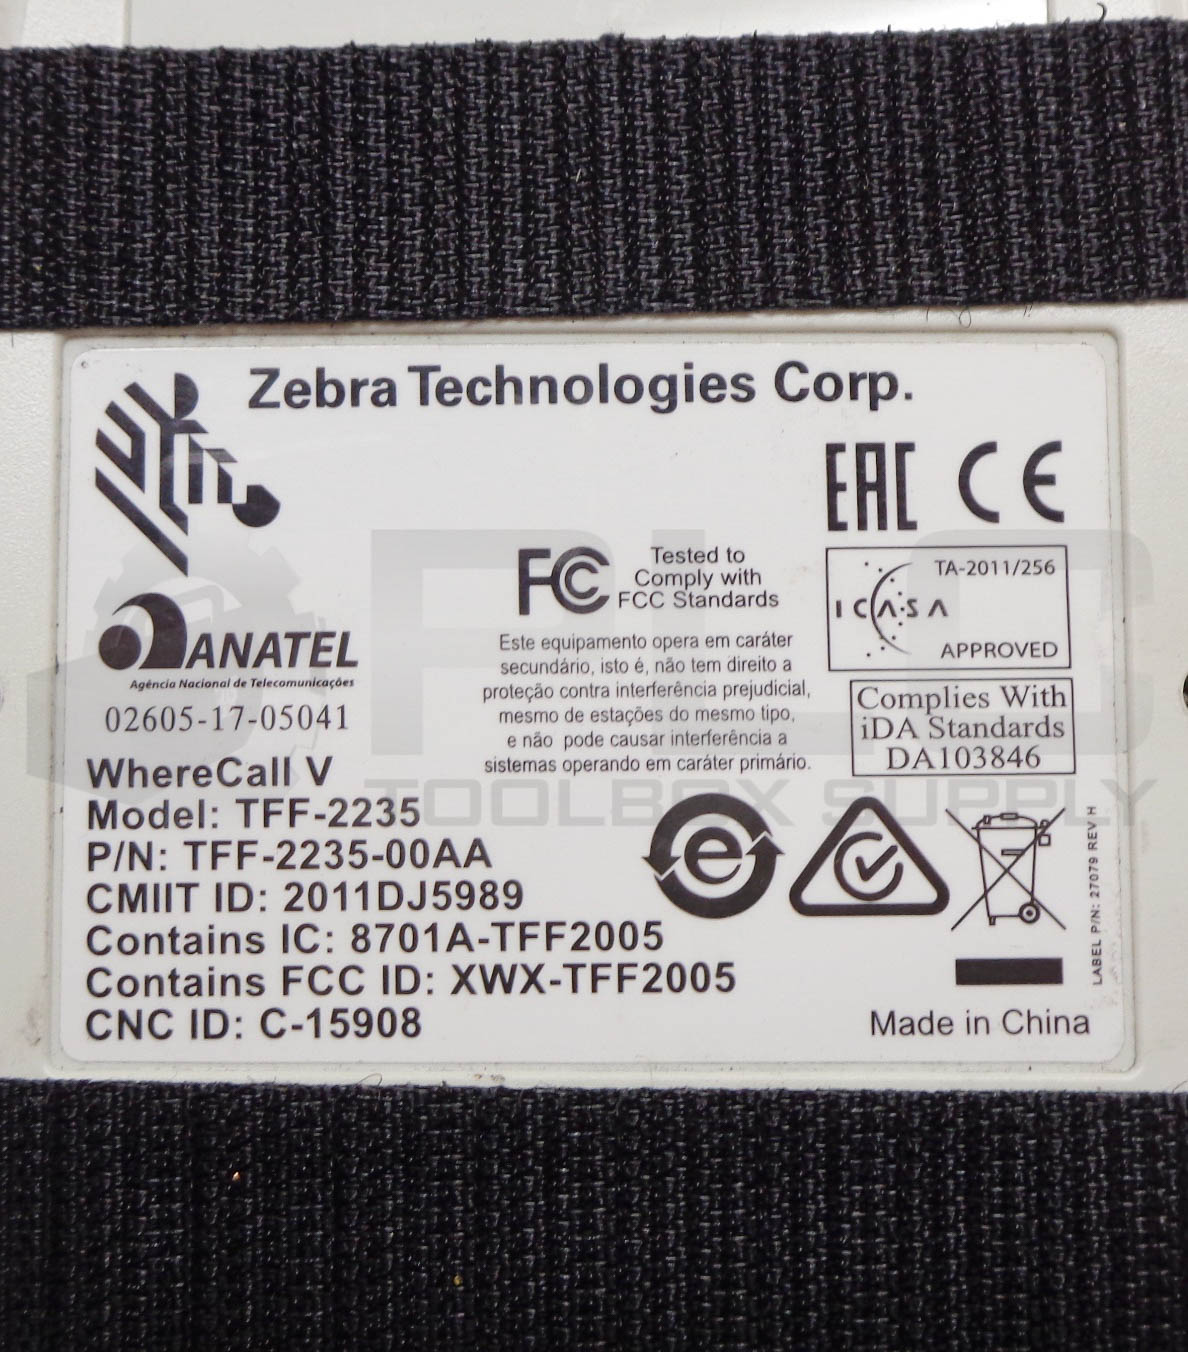 Zebra Technologies Corp.
EAC CE
FC Tested to
Comply with
FCC Standards
TA-2011/256
ICASA
APPROVED
ANATEL
Agência Nacional de Telecomunicações
02605-17-05041
Este equipamento opera em caráter
secundário, isto é, não tem direito a
proteção contra interferência prejudicial,
mesmo de estações do mesmo tipo,
e não pode causar interferência a
sistemas operando em caráter primário.
Complies With
iDA Standards
DA103846
WhereCall V
Model: TFF-2235
P/N: TFF-2235-00AA
CMIIT ID: 2011DJ5989
Contains IC: 8701A-TFF2005
Contains FCC ID: XWX-TFF2005
CNC ID: C-15908
e
LABEL P/N: 27079 REV H
Made in China
PLC
TOOLBOX SUPPLY